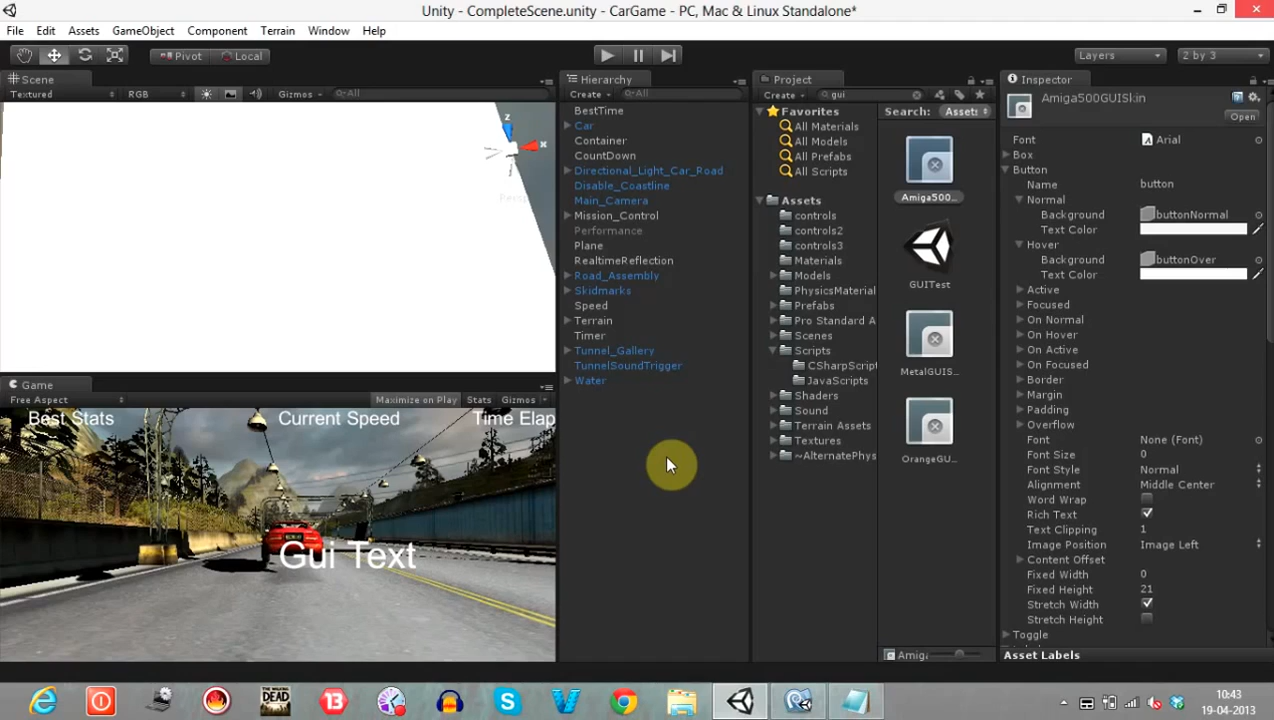 Unity - CompleteScene.unity - CarGame - PC, Mac & Linux Standalone*
File Edit Assets GameObject Component Terrain Window Help
Pivot Local Layers 2 by 3
Scene
Textured RGB Gizmos All
z
x
Persp
Game
Free Aspect Maximize on Play Stats Gizmos
Best Stats Current Speed Time Elap
Gui Text
Hierarchy
Create All
BestTime
Car
Container
CountDown
Directional_Light_Car_Road
Disable_Coastline
Main_Camera
Mission_Control
Performance
Plane
RealtimeReflection
Road_Assembly
Skidmarks
Speed
Terrain
Timer
Tunnel_Gallery
TunnelSoundTrigger
Water
Project
Create gui
Favorites
All Materials
All Models
All Prefabs
All Scripts
Assets
controls
controls2
controls3
Materials
Models
PhysicsMaterial
Prefabs
Pro Standard A
Scenes
Scripts
CSharpScript
JavaScripts
Shaders
Sound
Terrain Assets
Textures
~AlternatePhys
Search: Assets
Amiga500...
GUITest
MetalGUIS...
OrangeGU...
Amiga
Inspector
Amiga500GUISkin
Open
Font Arial
Box
Button
Name button
Normal
Background buttonNormal
Text Color
Hover
Background buttonOver
Text Color
Active
Focused
On Normal
On Hover
On Active
On Focused
Border
Margin
Padding
Overflow
Font None (Font)
Font Size 0
Font Style Normal
Alignment Middle Center
Word Wrap
Rich Text
Text Clipping 1
Image Position Image Left
Content Offset
Fixed Width 0
Fixed Height 21
Stretch Width
Stretch Height
Toggle
Asset Labels
THE WALKING DEAD
13
10:43
19-04-2013